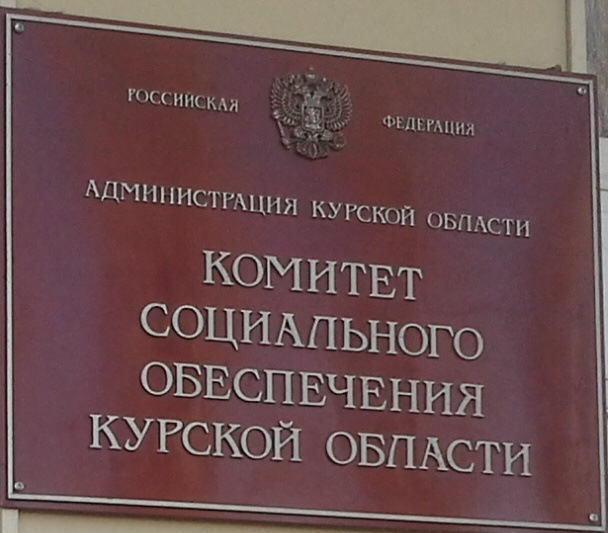 РОССИЙСКАЯ ФЕДЕРАЦИЯ
АДМИНИСТРАЦИЯ КУРСКОЙ ОБЛАСТИ
КОМИТЕТ
СОЦИАЛЬНОГО
ОБЕСПЕЧЕНИЯ
КУРСКОЙ ОБЛАСТИ